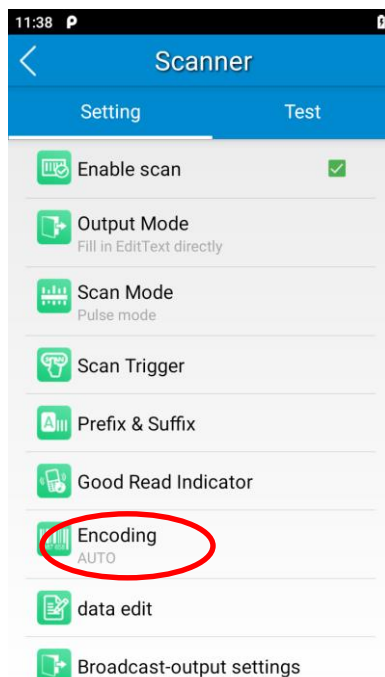 11:38 P
Scanner
Setting Test
Enable scan
Output Mode
Fill in EditText directly
Scan Mode
Pulse mode
Scan Trigger
Prefix & Suffix
Good Read Indicator
Encoding
AUTO
data edit
Broadcast-output settings